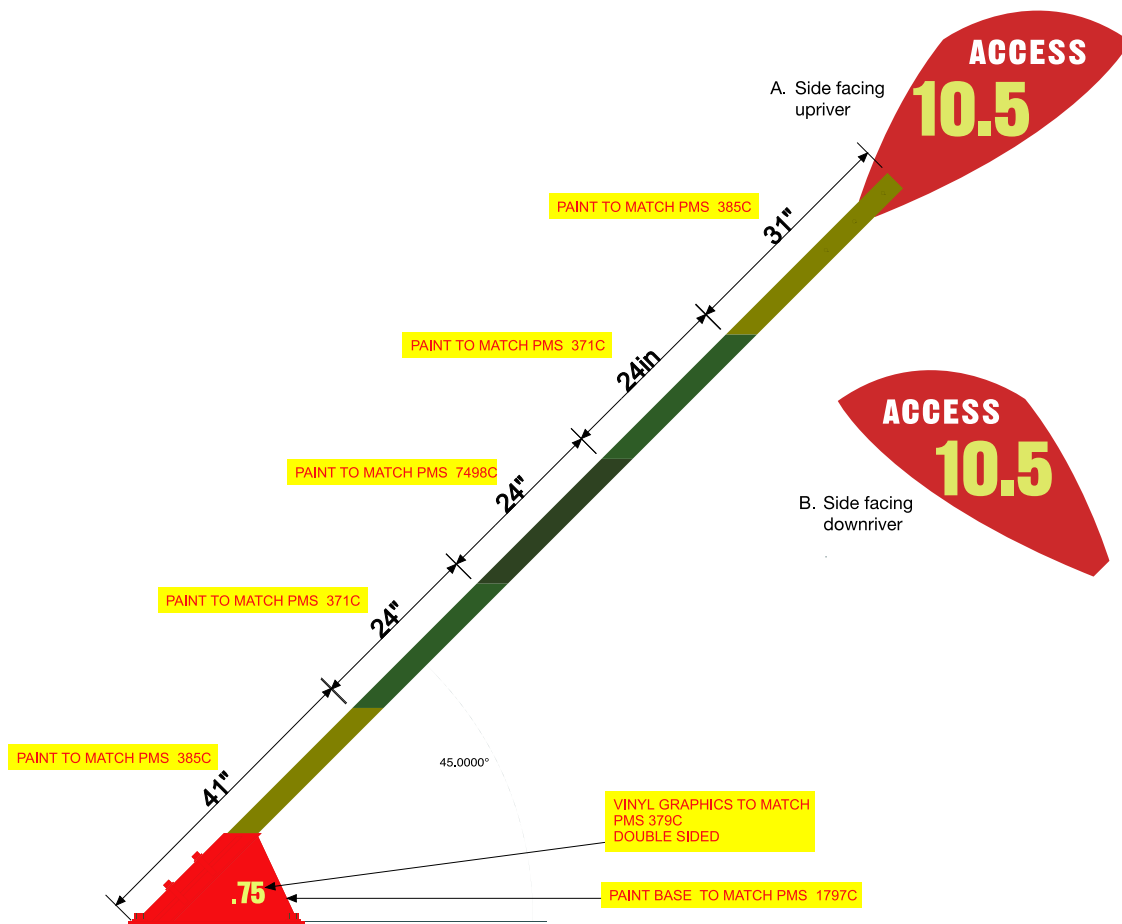 ACCESS
10.5
A. Side facing
upriver
PAINT TO MATCH PMS 385C
31"
PAINT TO MATCH PMS 371C
24in
ACCESS
10.5
PAINT TO MATCH PMS 7498C
24"
B. Side facing
downriver
PAINT TO MATCH PMS 371C
24"
PAINT TO MATCH PMS 385C
45.0000°
41"
VINYL GRAPHICS TO MATCH
PMS 379C
DOUBLE SIDED
.75
PAINT BASE TO MATCH PMS 1797C